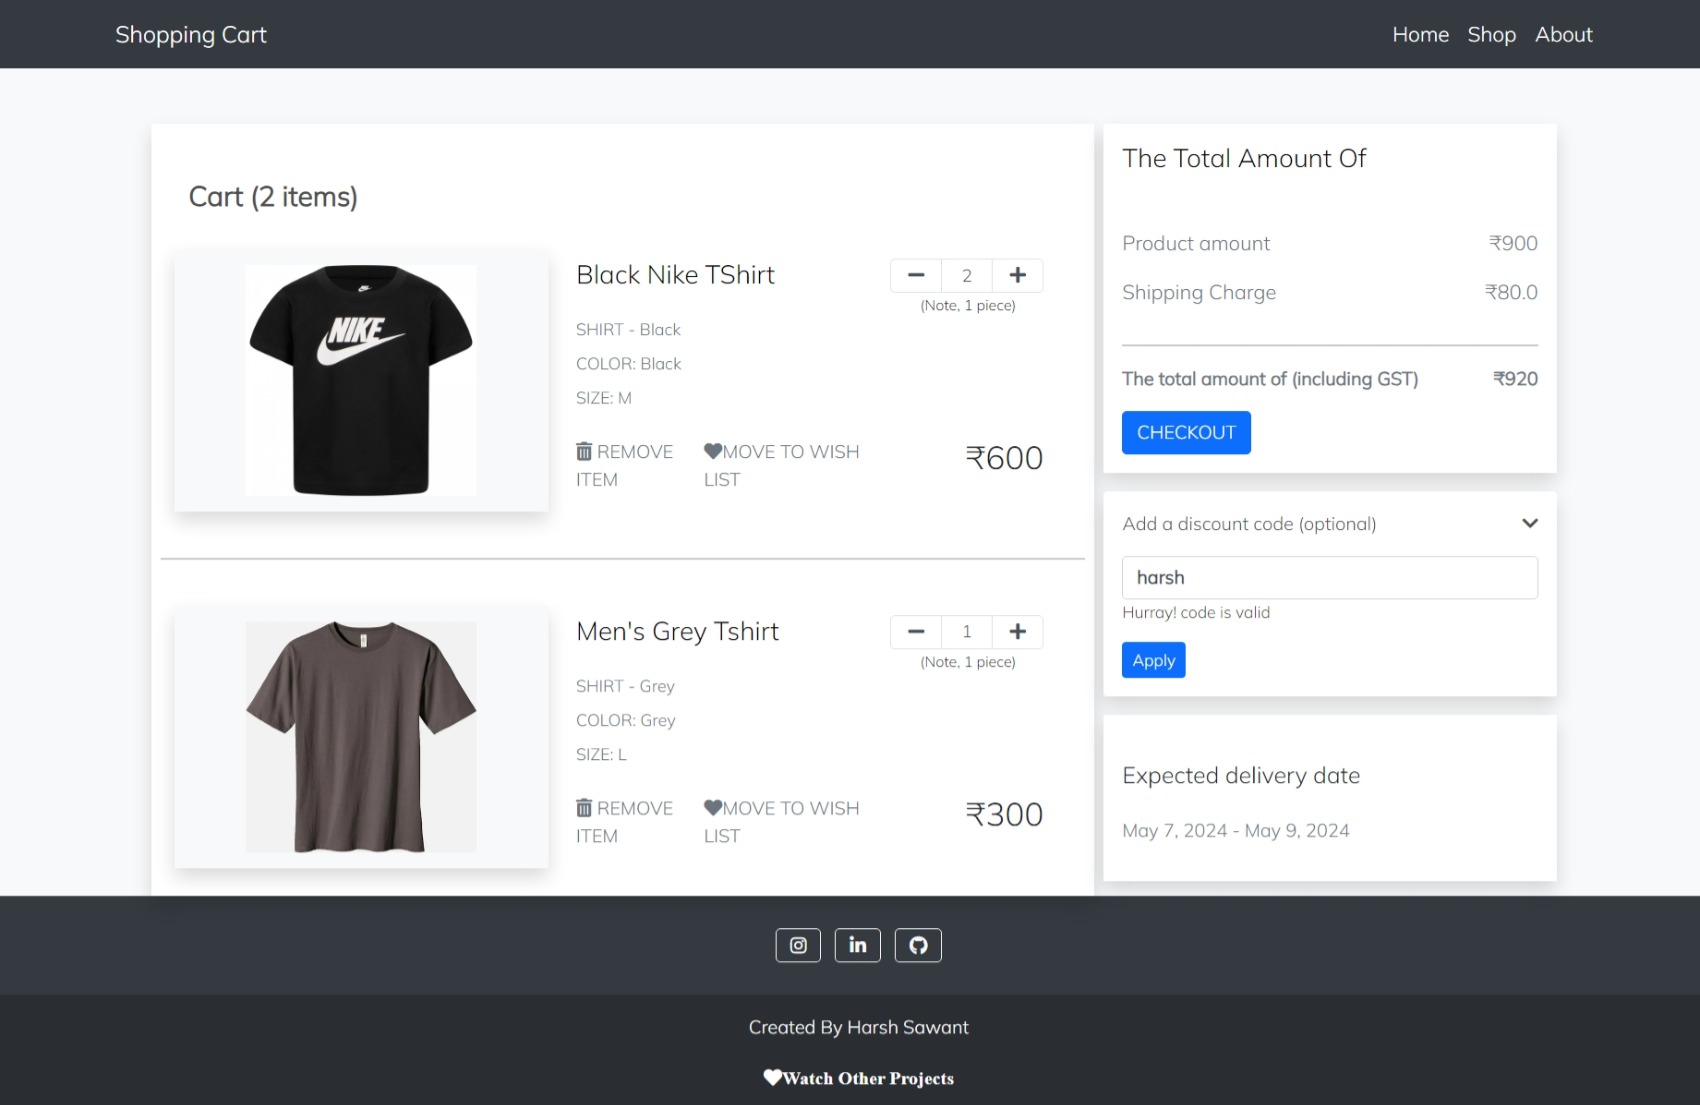 Shopping Cart
Home Shop About
Cart (2 items)
NIKE
Black Nike TShirt
2
(Note, 1 piece)
SHIRT - Black
COLOR: Black
SIZE: M
REMOVE ITEM
MOVE TO WISH LIST
₹600
Men's Grey Tshirt
1
(Note, 1 piece)
SHIRT - Grey
COLOR: Grey
SIZE: L
REMOVE ITEM
MOVE TO WISH LIST
₹300
The Total Amount Of
Product amount ₹900
Shipping Charge ₹80.0
The total amount of (including GST) ₹920
CHECKOUT
Add a discount code (optional)
harsh
Hurray! code is valid
Apply
Expected delivery date
May 7, 2024 - May 9, 2024
in
Created By Harsh Sawant
Watch Other Projects